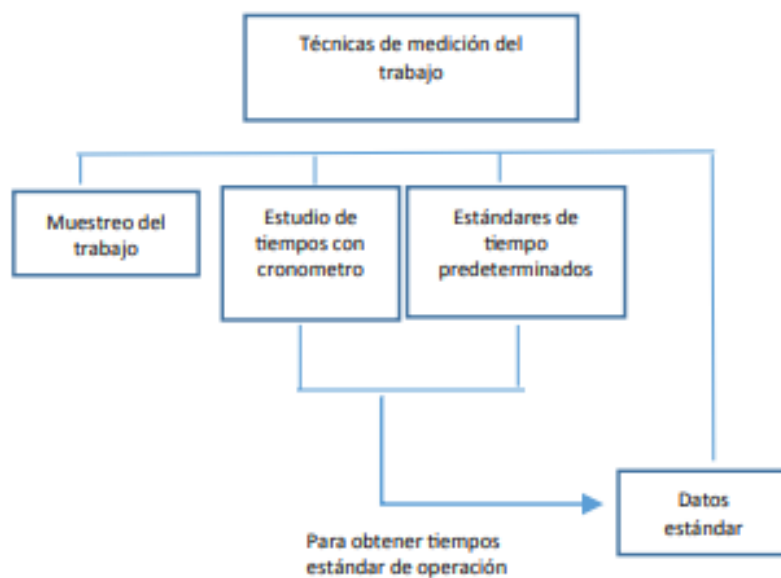 Técnicas de medición del
trabajo
Muestreo del
trabajo
Estudio de
tiempos con
cronometro
Estándares de
tiempo
predeterminados
Datos
estándar
Para obtener tiempos
estándar de operación